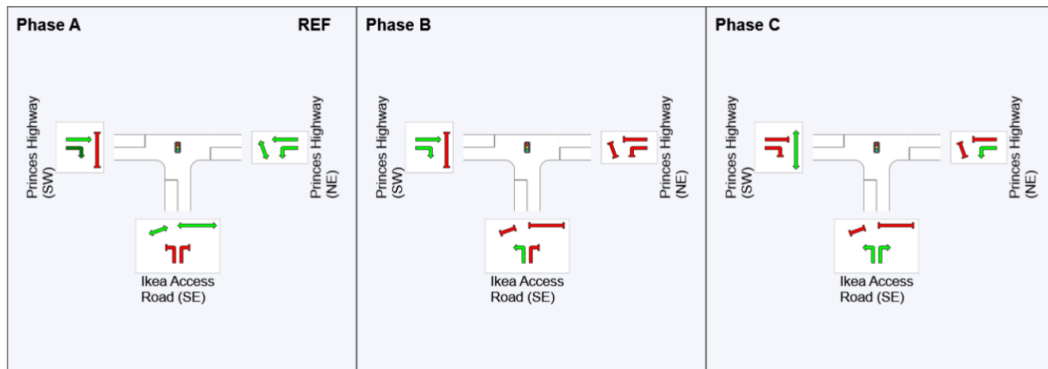 Phase A
REF
Princes Highway
(SW)
Princes Highway
(NE)
Ikea Access
Road (SE)
Phase B
Princes Highway
(SW)
Princes Highway
(NE)
Ikea Access
Road (SE)
Phase C
Princes Highway
(SW)
Princes Highway
(NE)
Ikea Access
Road (SE)